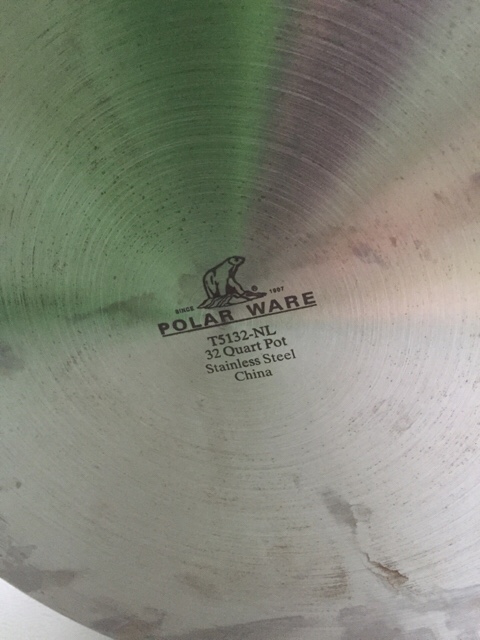 SINCE 1907
POLAR WARE
T5132-NL
32 Quart Pot
Stainless Steel
China